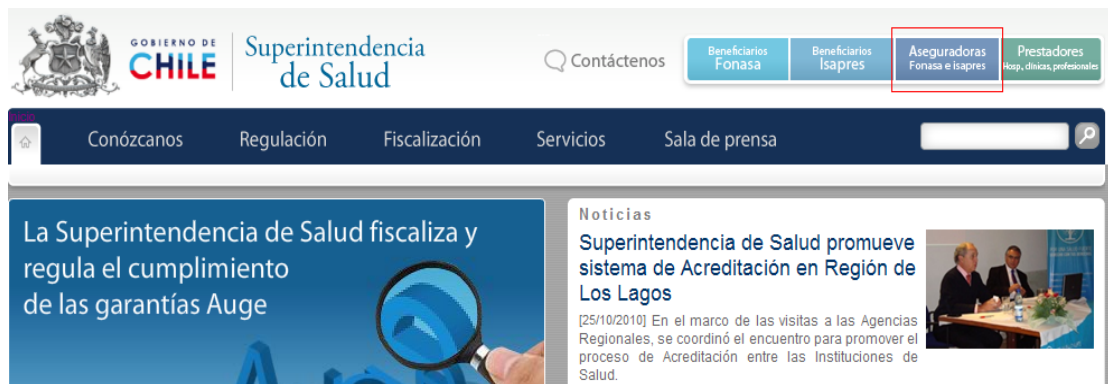 GOBIERNO DE
CHILE
Superintendencia
de Salud
Contáctenos
Beneficiarios
Fonasa
Beneficiarios
Isapres
Aseguradoras
Fonasa e isapres
Prestadores
Hosp., clínicas, profesionales
Inicio
Conózcanos
Regulación
Fiscalización
Servicios
Sala de prensa
La Superintendencia de Salud fiscaliza y
regula el cumplimiento
de las garantías Auge
Noticias
Superintendencia de Salud promueve
sistema de Acreditación en Región de
Los Lagos
[25/10/2010] En el marco de las visitas a las Agencias
Regionales, se coordinó el encuentro para promover el
proceso de Acreditación entre las Instituciones de
Salud.